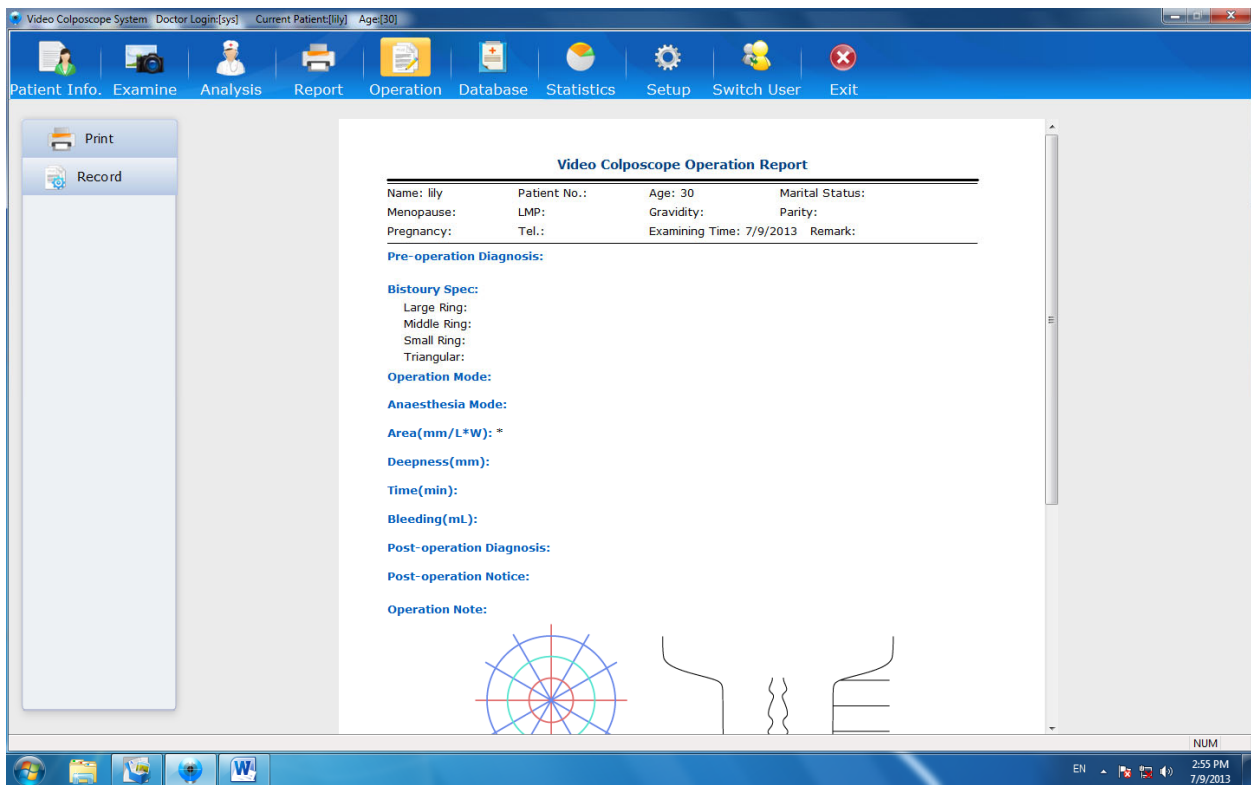 Video Colposcope System Doctor Login:[sys] Current Patient:[lily] Age:[30]
Patient Info. Examine Analysis Report Operation Database Statistics Setup Switch User Exit
Print
Record
Video Colposcope Operation Report
Name: lily Patient No.: Age: 30 Marital Status:
Menopause: LMP: Gravidity: Parity:
Pregnancy: Tel.: Examining Time: 7/9/2013 Remark:
Pre-operation Diagnosis:
Bistoury Spec:
Large Ring:
Middle Ring:
Small Ring:
Triangular:
Operation Mode:
Anaesthesia Mode:
Area(mm/L*W): *
Deepness(mm):
Time(min):
Bleeding(mL):
Post-operation Diagnosis:
Post-operation Notice:
Operation Note:
NUM
W
EN 2:55 PM
7/9/2013